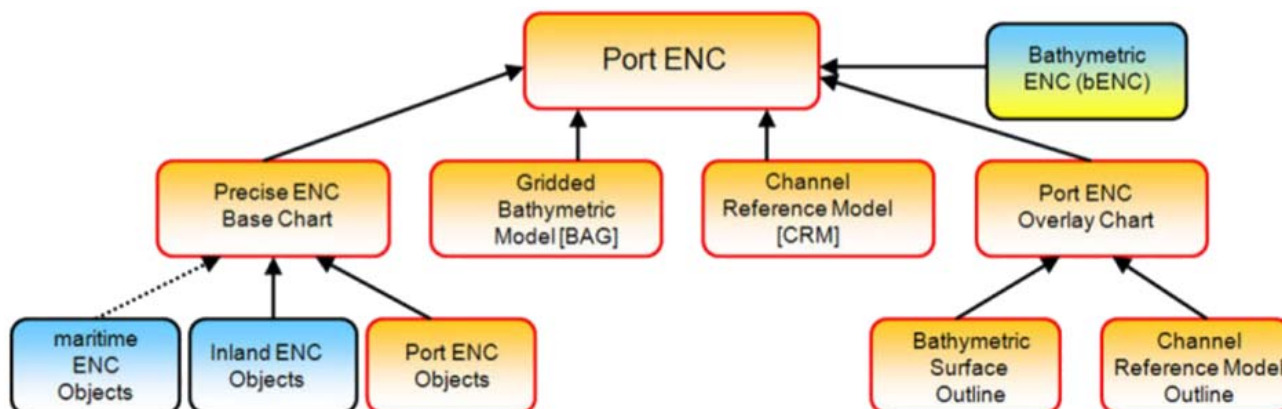 Port ENC
Bathymetric
ENC (bENC)
Precise ENC
Base Chart
Gridded
Bathymetric
Model [BAG]
Channel
Reference Model
[CRM]
Port ENC
Overlay Chart
maritime
ENC
Objects
Inland ENC
Objects
Port ENC
Objects
Bathymetric
Surface
Outline
Channel
Reference Model
Outline